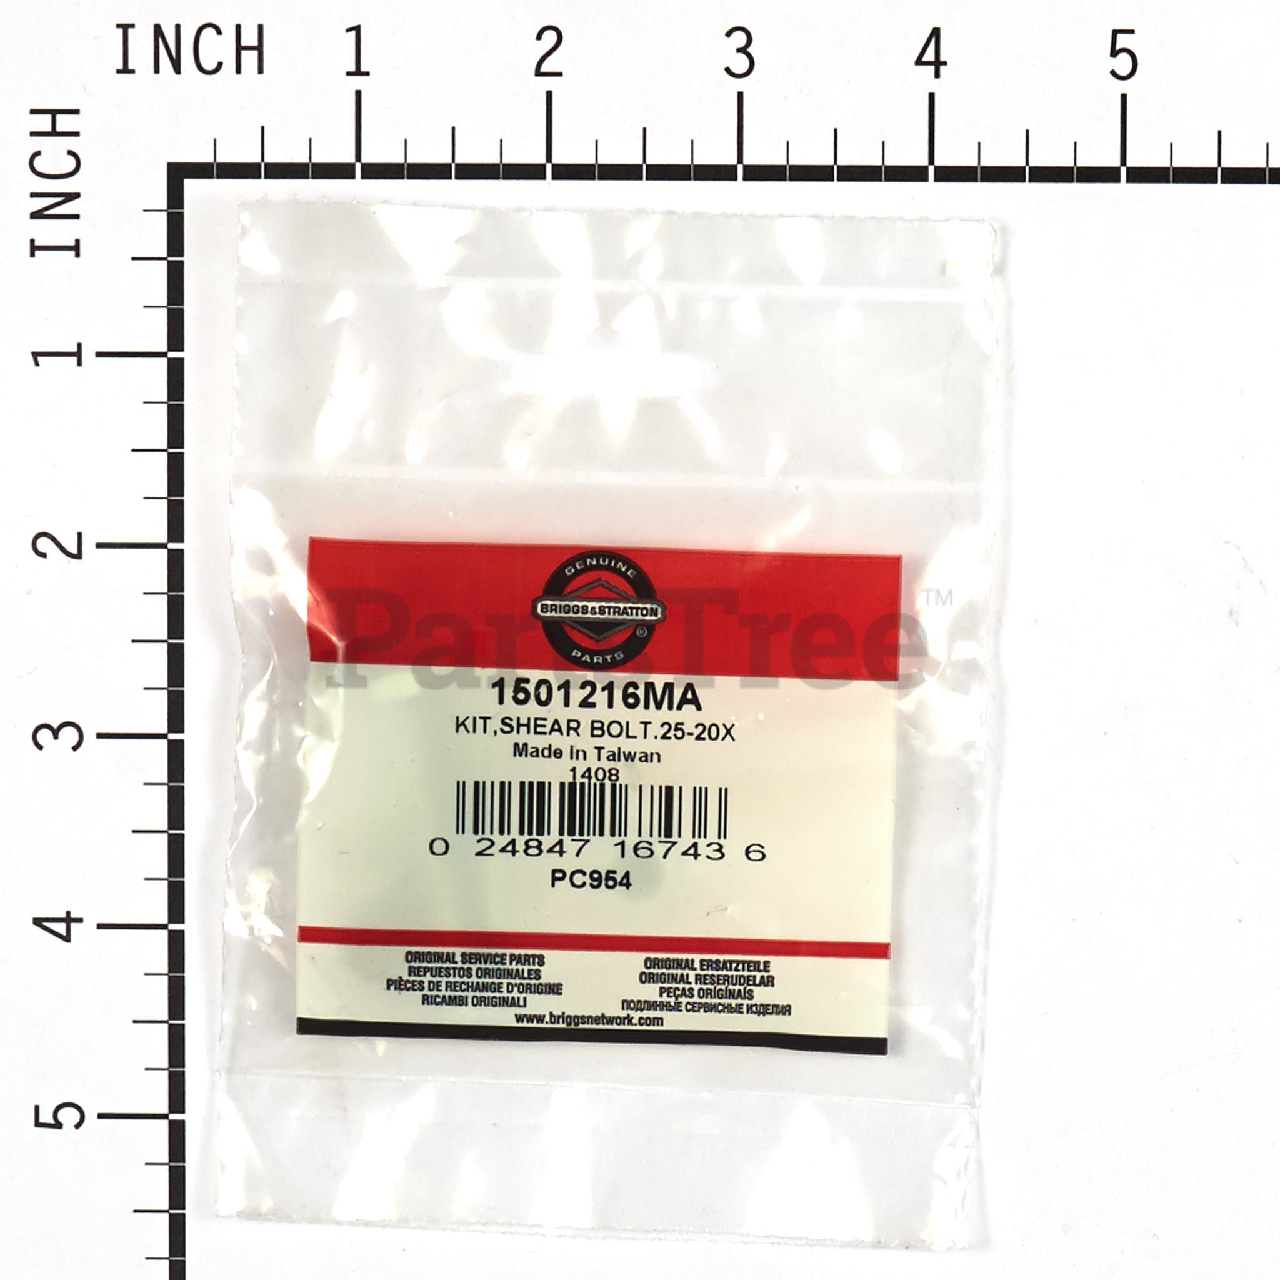 INCH 1 2 3 4 5
INCH
1
2
3
4
5
GENUINE
BRIGGS&STRATTON
®
PARTS
PartsTree™
1501216MA
KIT,SHEAR BOLT.25-20X
Made in Taiwan
1408
0 24847 16743 6
PC954
ORIGINAL SERVICE PARTS
REPUESTOS ORIGINALES
PIÈCES DE RECHANGE D'ORIGINE
RICAMBI ORIGINALI
ORIGINAL ERSATZTEILE
ORIGINAL RESERUDELAR
PEÇAS ORIGINAIS
ПОДЛИННЫЕ СЕРВИСНЫЕ ИЗДЕЛИЯ
www.briggsnetwork.com